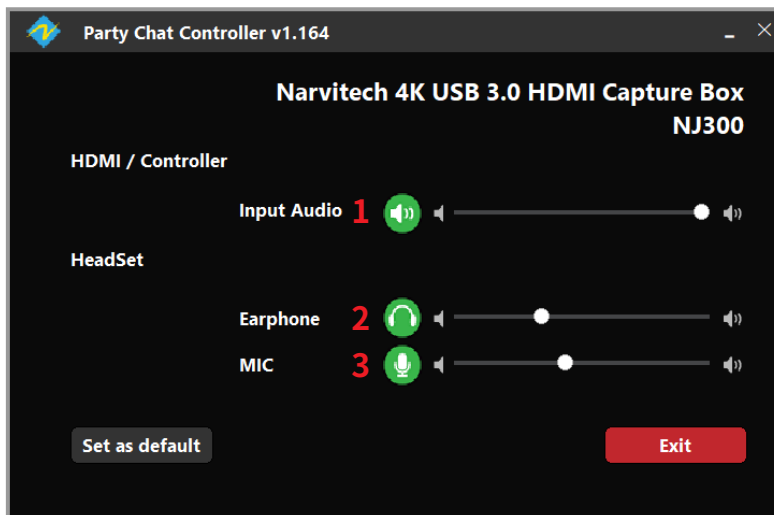 Party Chat Controller v1.164
Narvitech 4K USB 3.0 HDMI Capture Box
NJ300
HDMI / Controller
Input Audio 1
HeadSet
Earphone 2
MIC 3
Set as default Exit